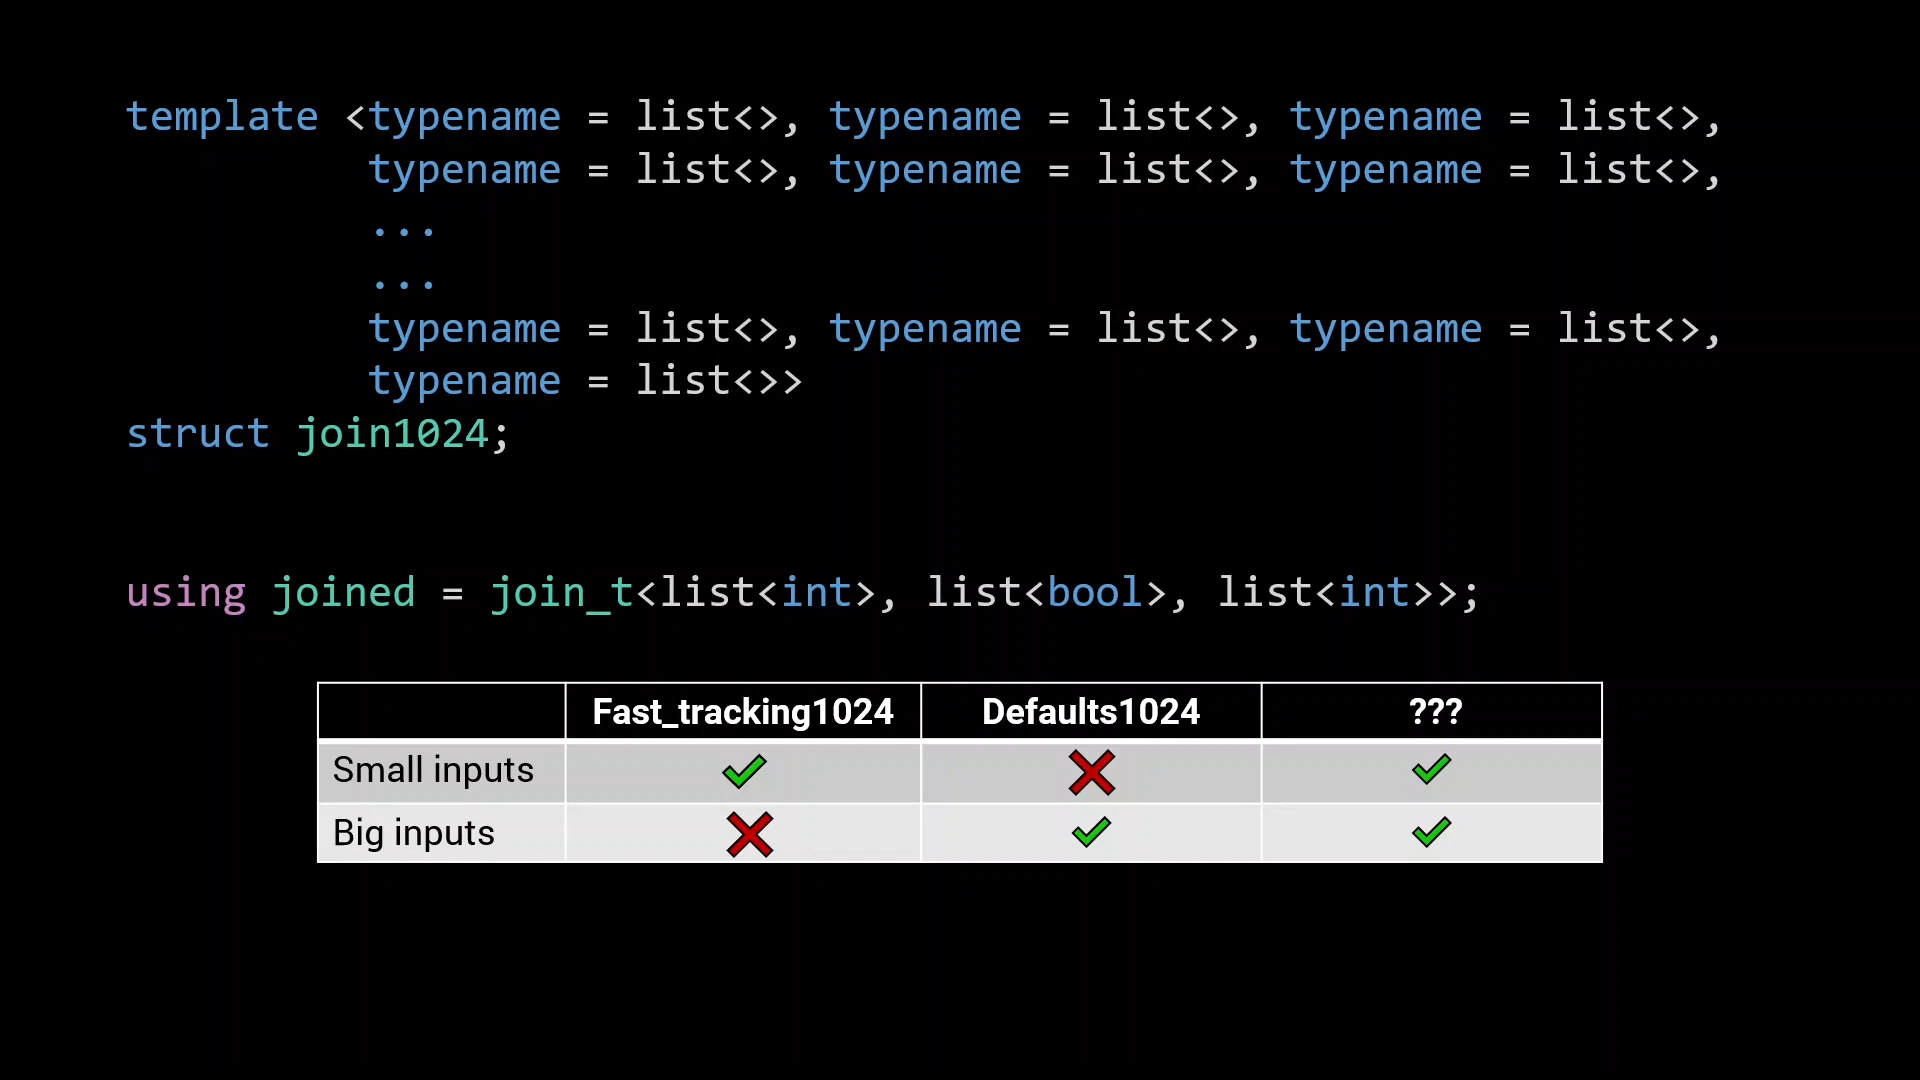 template <typename = list<>, typename = list<>, typename = list<>,
typename = list<>, typename = list<>, typename = list<>,
...
...
typename = list<>, typename = list<>, typename = list<>,
typename = list<>>
struct join1024;
using joined = join_t<list<int>, list<bool>, list<int>>;
Fast_tracking1024 Defaults1024 ???
Small inputs
Big inputs